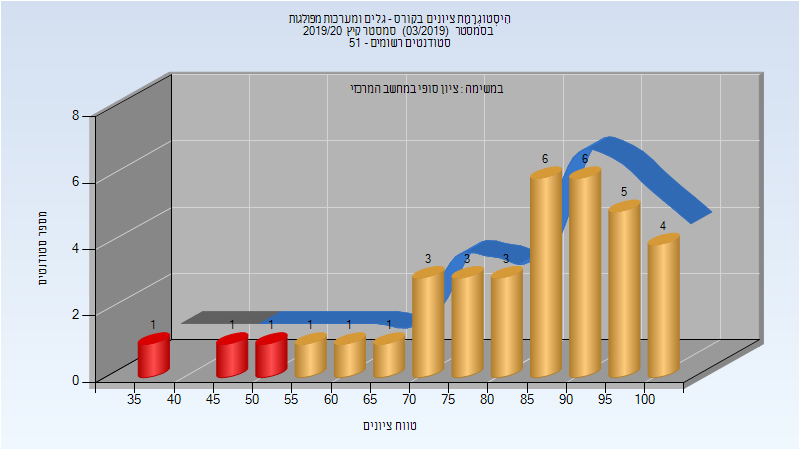 הִיסְטוֹגְרָמַת ציונים בקורס - גלים ומערכות מפולגות
בסמסטר (03/2019) סמסטר קיץ 2019/20
סטודנטים רשומים - 51
במשימה : ציון סופי במחשב המרכזי
8
6
4
2
0
מספר סטודנטים
1 1 1 1 1 1 3 3 3 6 6 5 4
35 40 45 50 55 60 65 70 75 80 85 90 95 100
טווח ציונים